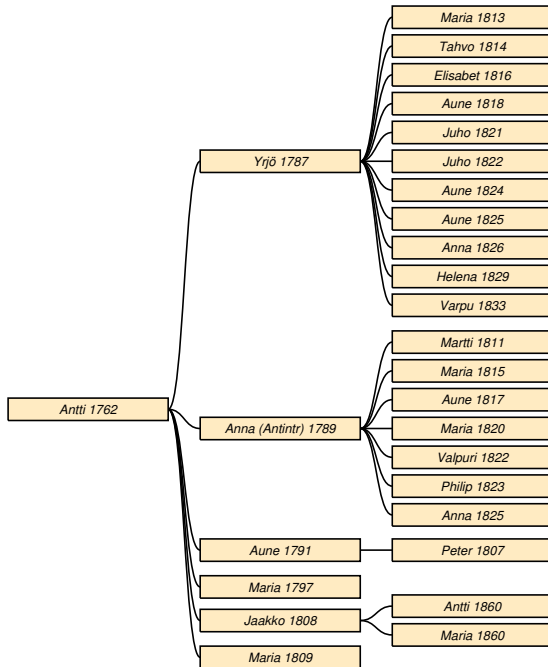 Maria 1813
Tahvo 1814
Elisabet 1816
Aune 1818
Juho 1821
Yrjö 1787
Juho 1822
Aune 1824
Aune 1825
Anna 1826
Helena 1829
Varpu 1833
Martti 1811
Maria 1815
Aune 1817
Antti 1762
Anna (Antintr) 1789
Maria 1820
Valpuri 1822
Philip 1823
Anna 1825
Aune 1791
Peter 1807
Maria 1797
Antti 1860
Jaakko 1808
Maria 1860
Maria 1809